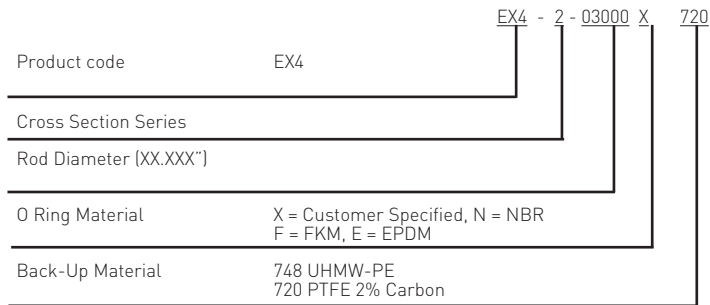 EX4 - 2 - 03000 X 720
Product code EX4
Cross Section Series
Rod Diameter (XX.XXX”)
O Ring Material X = Customer Specified, N = NBR
F = FKM, E = EPDM
Back-Up Material 748 UHMW-PE
720 PTFE 2% Carbon